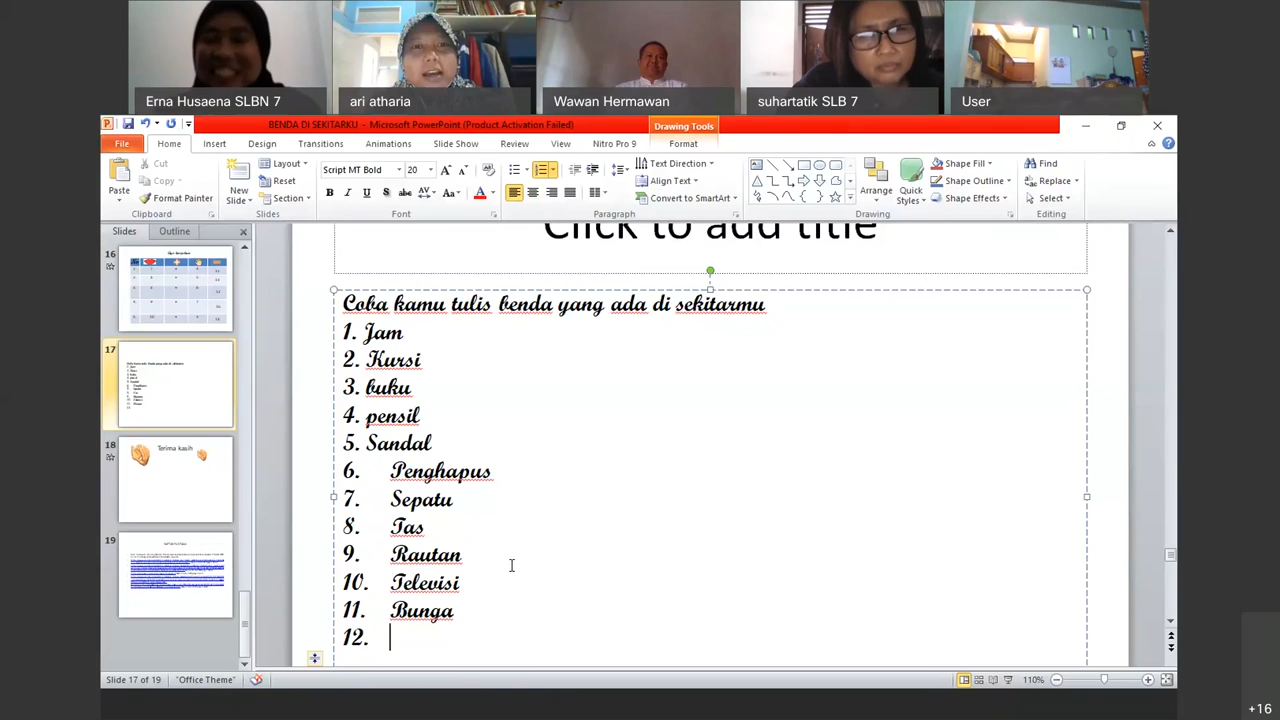 Erna Husaena SLBN 7
ari atharia
Wawan Hermawan
suhartatik SLB 7
User
BENDA DI SEKITARKU - Microsoft PowerPoint (Product Activation Failed)
Drawing Tools
File Home Insert Design Transitions Animations Slide Show Review View Nitro Pro 9 Format
Cut
Copy
Format Painter
Paste
Clipboard
New Slide
Layout
Reset
Section
Slides
Script MT Bold 20
Font
Text Direction
Align Text
Convert to SmartArt
Paragraph
Arrange
Quick Styles
Shape Fill
Shape Outline
Shape Effects
Drawing
Find
Replace
Select
Editing
Slides Outline
16
17
18
Terima kasih
19
Click to add title
Coba kamu tulis benda yang ada di sekitarmu
1. Jam
2. Kursi
3. buku
4. pensil
5. Sandal
6. Penghapus
7. Sepatu
8. Tas
9. Rautan
10. Televisi
11. Bunga
12.
Slide 17 of 19 "Office Theme" 110%
+16